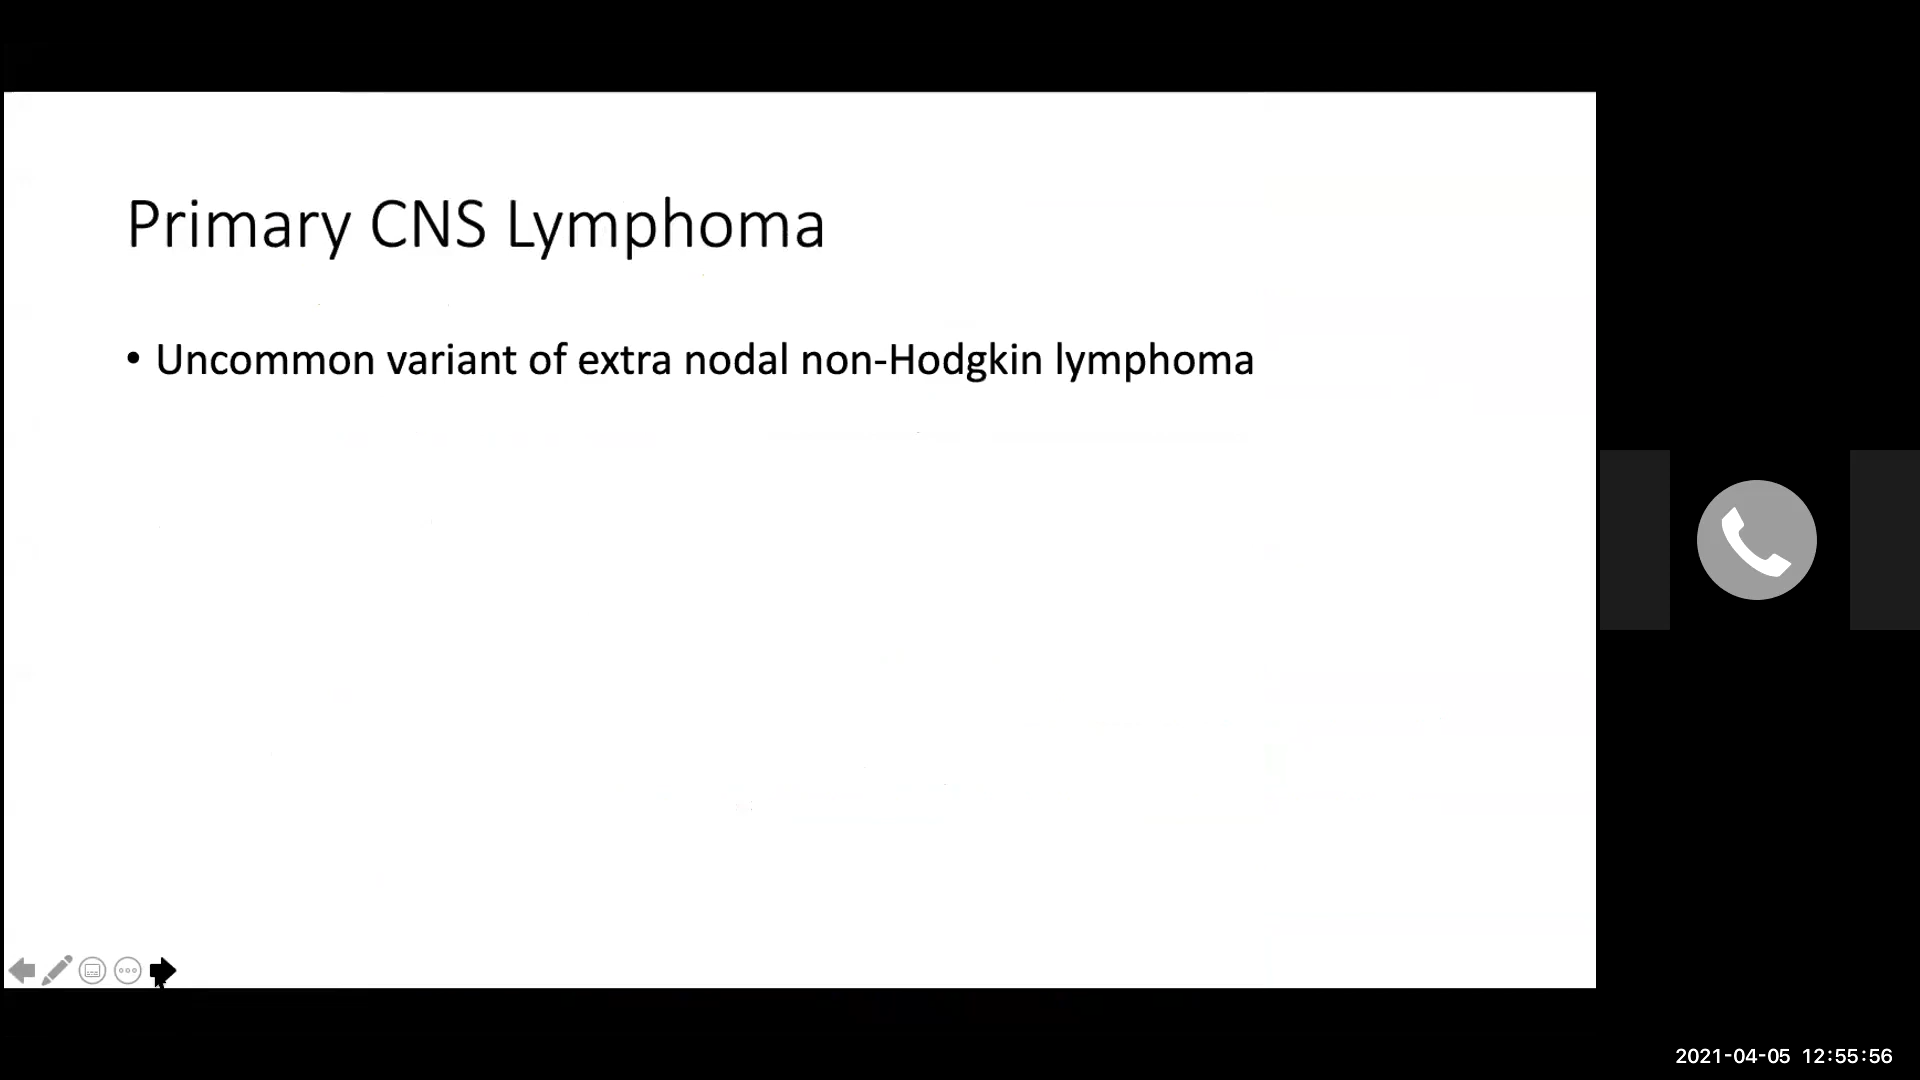 Primary CNS Lymphoma
• Uncommon variant of extra nodal non-Hodgkin lymphoma
2021-04-05 12:55:56